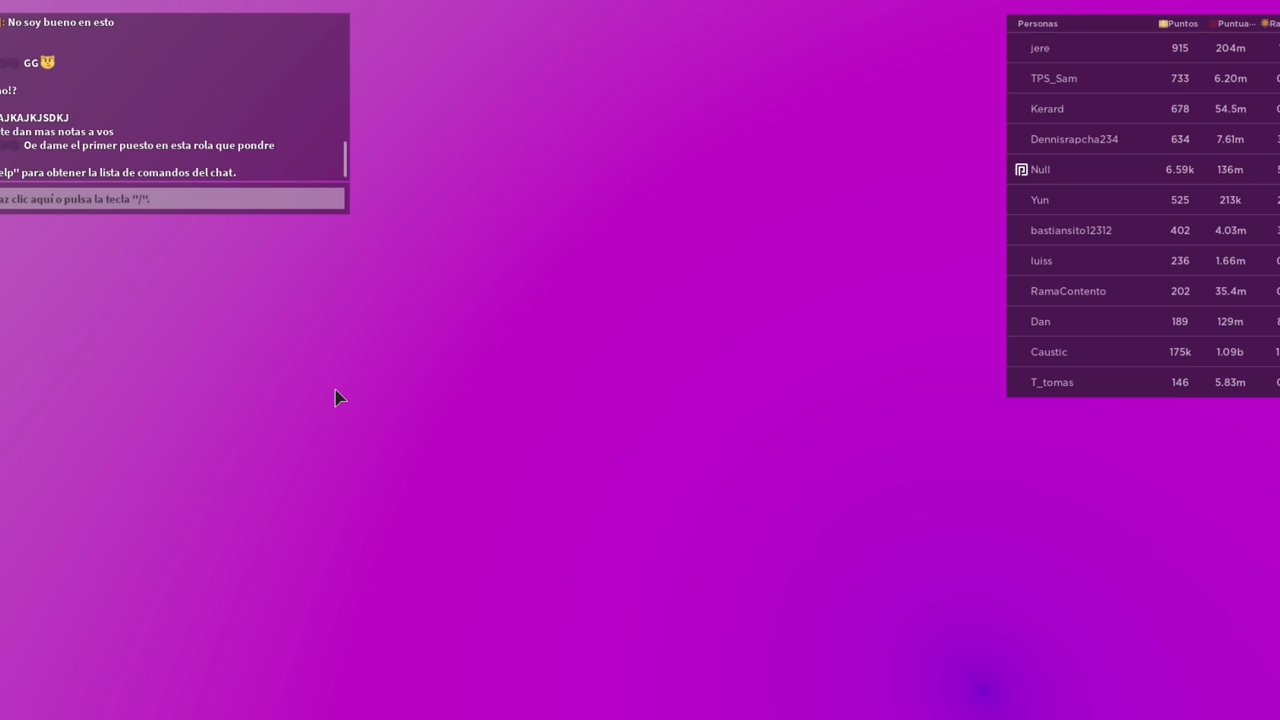 : No soy bueno en esto
GG
no!?
AJKAJKJSDKJ
te dan mas notas a vos
Oe dame el primer puesto en esta rola que pondre
elp" para obtener la lista de comandos del chat.
az clic aquí o pulsa la tecla "/".
Personas Puntos Puntua... Ra
jere 915 204m
TPS_Sam 733 6.20m
Kerard 678 54.5m
Dennisrapcha234 634 7.61m
Null 6.59k 136m
Yun 525 213k
bastiansito12312 402 4.03m
luiss 236 1.66m
RamaContento 202 35.4m
Dan 189 129m
Caustic 175k 1.09b
T_tomas 146 5.83m